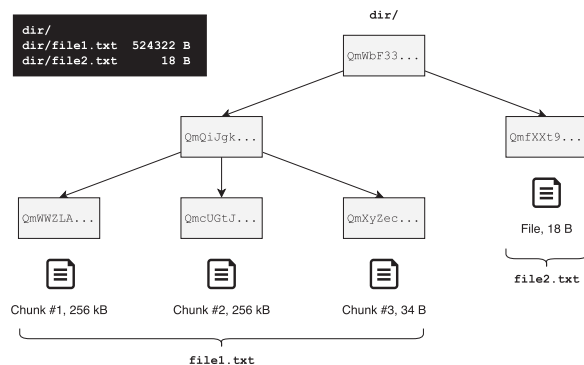 dir/
dir/
dir/file1.txt 524322 B
dir/file2.txt 18 B
QmWbF33...
QmQiJgk...
QmfXXt9...
QmWWZLA...
QmcUGtJ...
QmXyZec...
File, 18 B
file2.txt
Chunk #1, 256 kB
Chunk #2, 256 kB
Chunk #3, 34 B
file1.txt